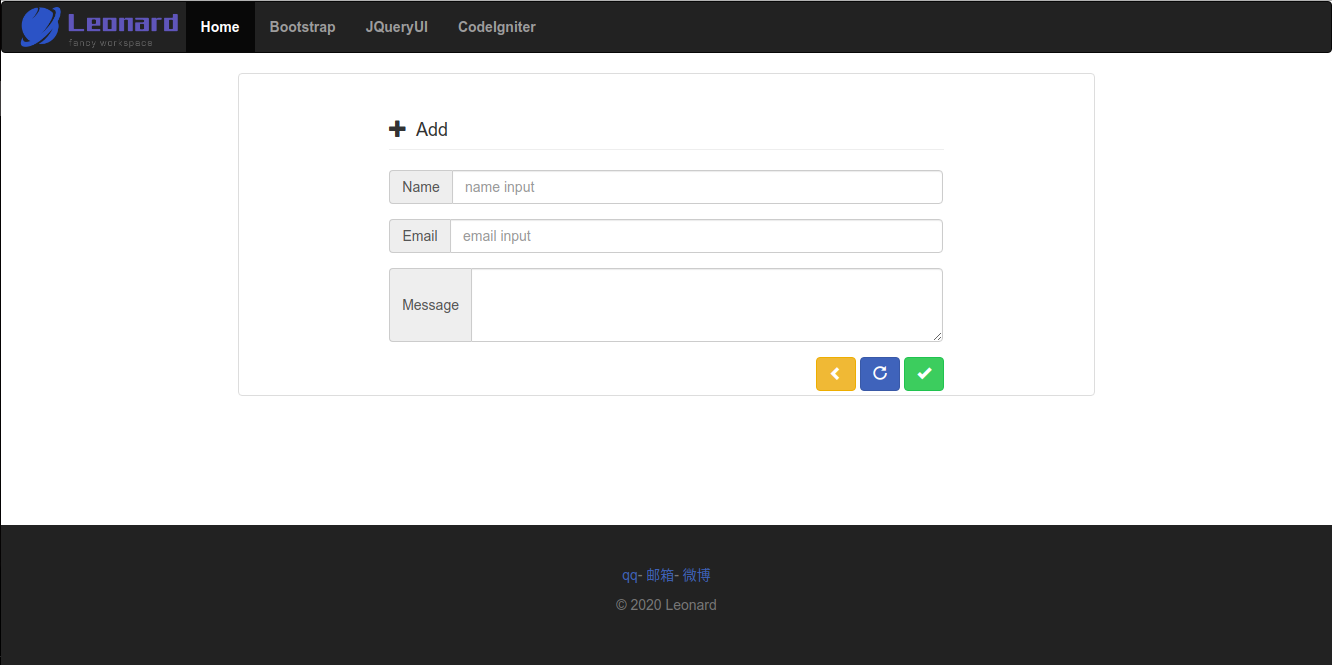 Leonard
fancy workspace
Home Bootstrap JQueryUI CodeIgniter
Add
Name name input
Email email input
Message
qq- 邮箱- 微博
© 2020 Leonard